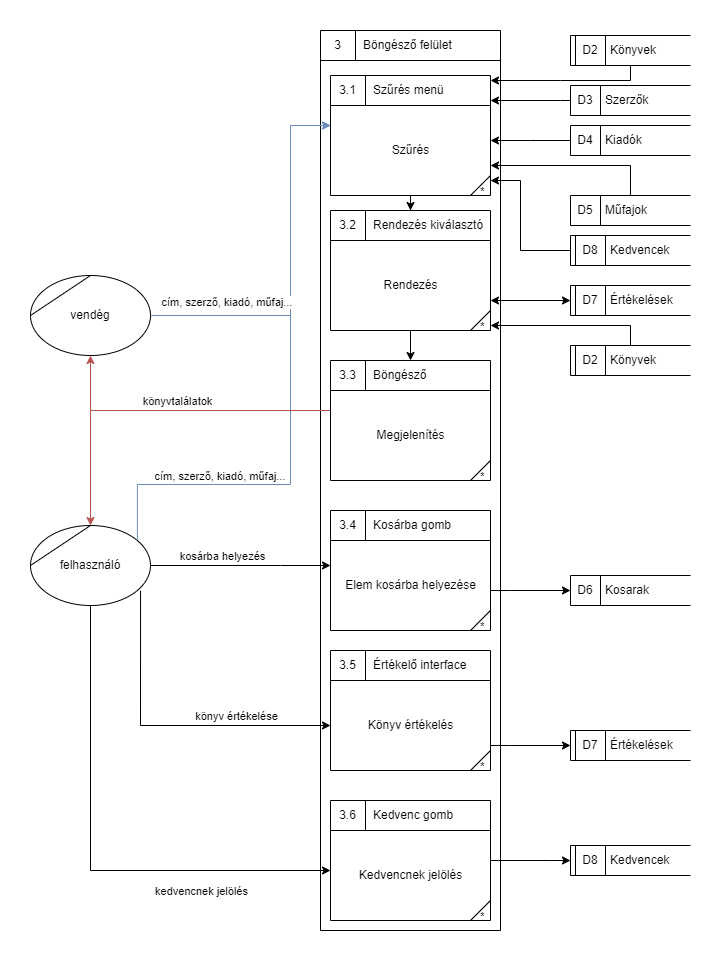 3 Böngésző felület
D2 Könyvek
3.1 Szűrés menü
D3 Szerzők
Szűrés
D4 Kiadók
*
D5 Műfajok
3.2 Rendezés kiválasztó
D8 Kedvencek
Rendezés
D7 Értékelések
cím, szerző, kiadó, műfaj...
vendég
*
D2 Könyvek
3.3 Böngésző
könyvtalálatok
Megjelenítés
cím, szerző, kiadó, műfaj...
*
3.4 Kosárba gomb
kosárba helyezés
felhasználó
Elem kosárba helyezése
D6 Kosarak
*
3.5 Értékelő interface
könyv értékelése
Könyv értékelés
D7 Értékelések
*
3.6 Kedvenc gomb
D8 Kedvencek
Kedvencnek jelölés
kedvencnek jelölés
*